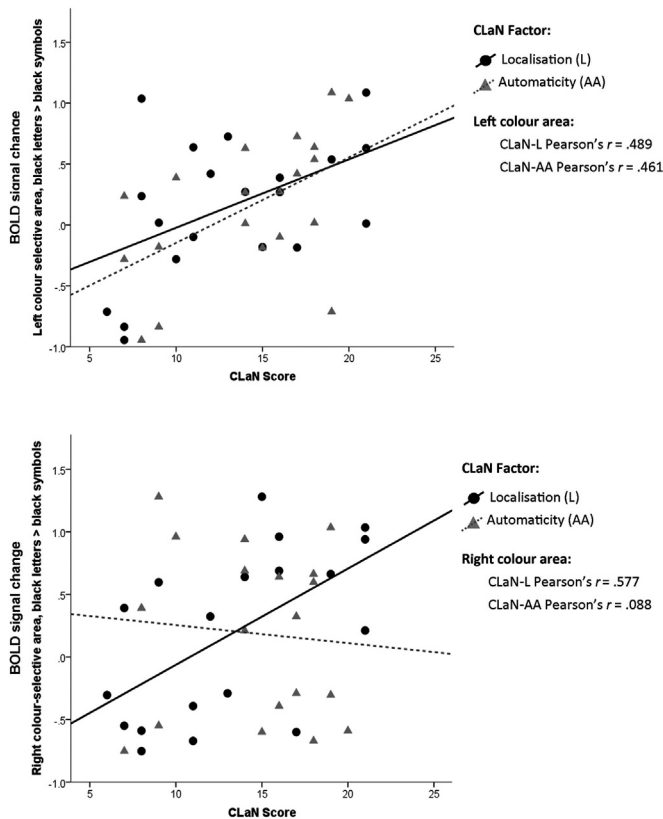 1.5
1.0
.5
.0
-.5
-1.0
5
10
15
20
25
BOLD signal change
Left colour selective area, black letters > black symbols
CLaN Score
CLaN Factor:
Localisation (L)
Automaticity (AA)
Left colour area:
CLaN-L Pearson's r = .489
CLaN-AA Pearson's r = .461
1.5
1.0
.5
.0
-.5
-1.0
5
10
15
20
25
BOLD signal change
Right colour-selective area, black letters > black symbols
CLaN Score
CLaN Factor:
Localisation (L)
Automaticity (AA)
Right colour area:
CLaN-L Pearson's r = .577
CLaN-AA Pearson's r = .088